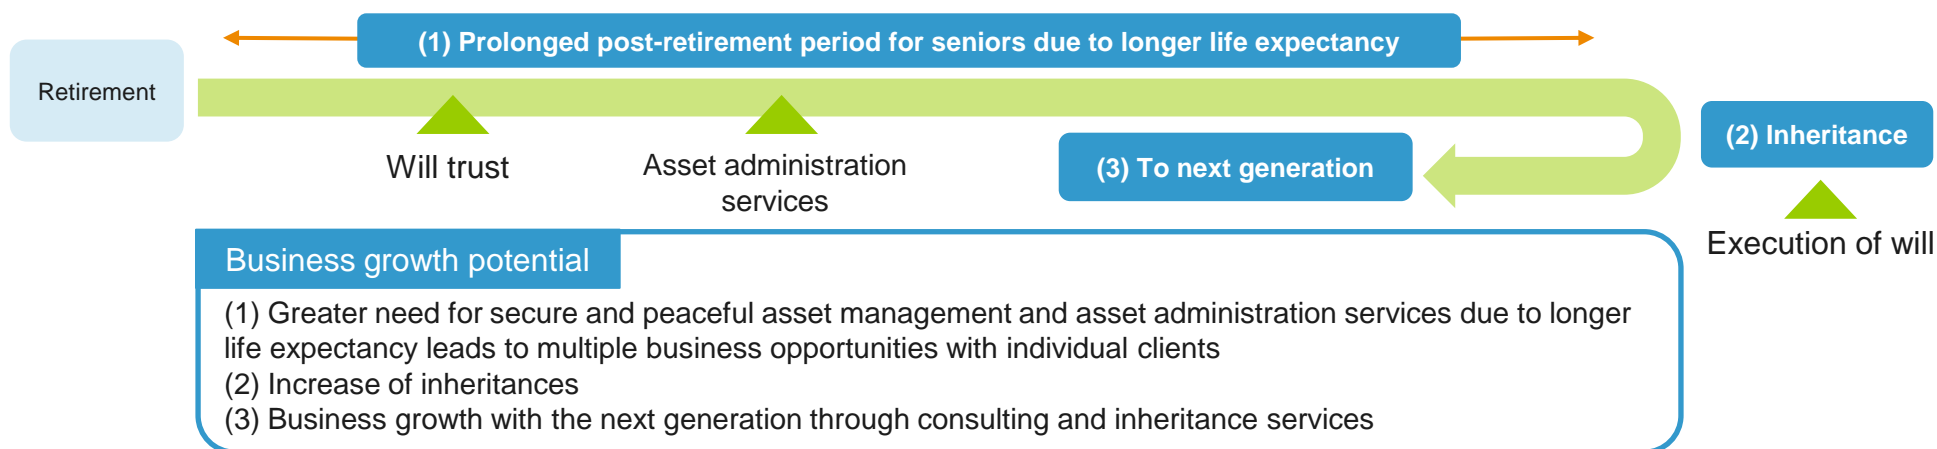 (1) Prolonged post-retirement period for seniors due to longer life expectancy
Retirement
Will trust
Asset administration
services
(3) To next generation
(2) Inheritance
Execution of will
Business growth potential
(1) Greater need for secure and peaceful asset management and asset administration services due to longer
life expectancy leads to multiple business opportunities with individual clients
(2) Increase of inheritances
(3) Business growth with the next generation through consulting and inheritance services